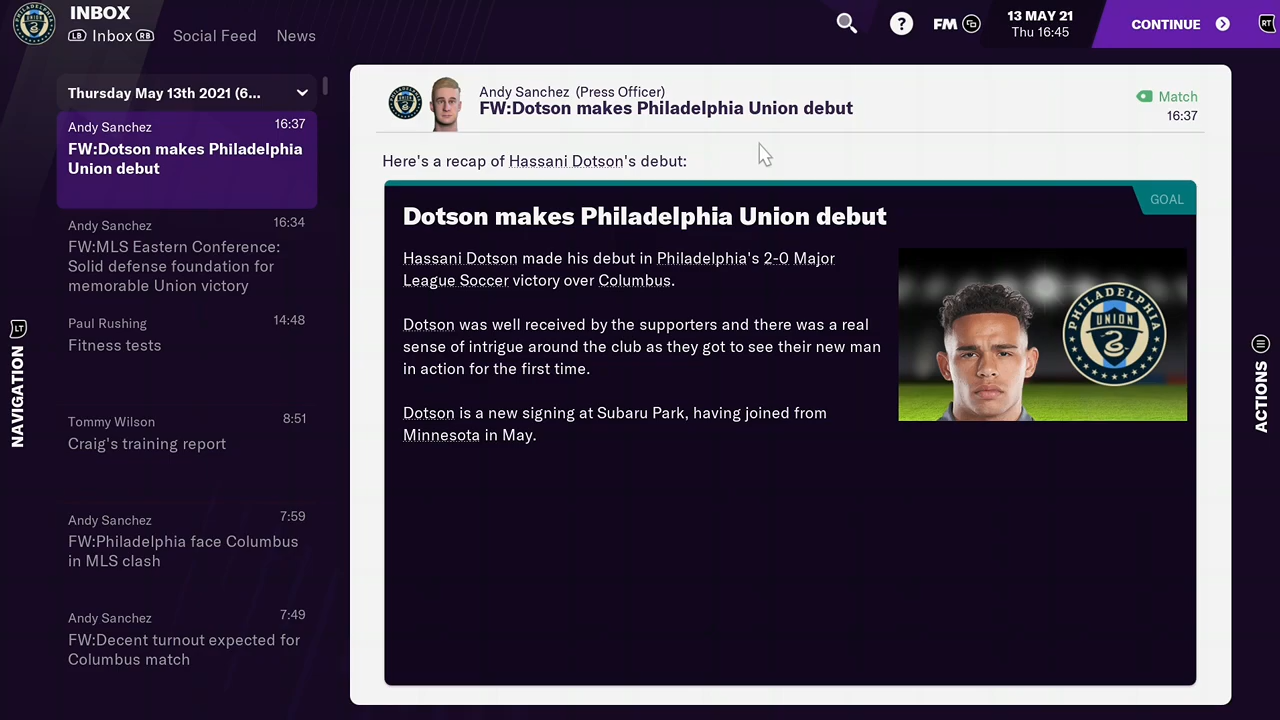 INBOX
LB Inbox RB Social Feed News
? FM 13 MAY 21
Thu 16:45
CONTINUE RT
Thursday May 13th 2021 (6...
Andy Sanchez 16:37
FW:Dotson makes Philadelphia
Union debut
Andy Sanchez 16:34
FW:MLS Eastern Conference:
Solid defense foundation for
memorable Union victory
Paul Rushing 14:48
Fitness tests
Tommy Wilson 8:51
Craig's training report
Andy Sanchez 7:59
FW:Philadelphia face Columbus
in MLS clash
Andy Sanchez 7:49
FW:Decent turnout expected for
Columbus match
NAVIGATION LT
Andy Sanchez (Press Officer)
FW:Dotson makes Philadelphia Union debut
Match
16:37
Here's a recap of Hassani Dotson's debut:
GOAL
Dotson makes Philadelphia Union debut
Hassani Dotson made his debut in Philadelphia's 2-0 Major
League Soccer victory over Columbus.
Dotson was well received by the supporters and there was a real
sense of intrigue around the club as they got to see their new man
in action for the first time.
Dotson is a new signing at Subaru Park, having joined from
Minnesota in May.
PHILADELPHIA
UNION
ACTIONS